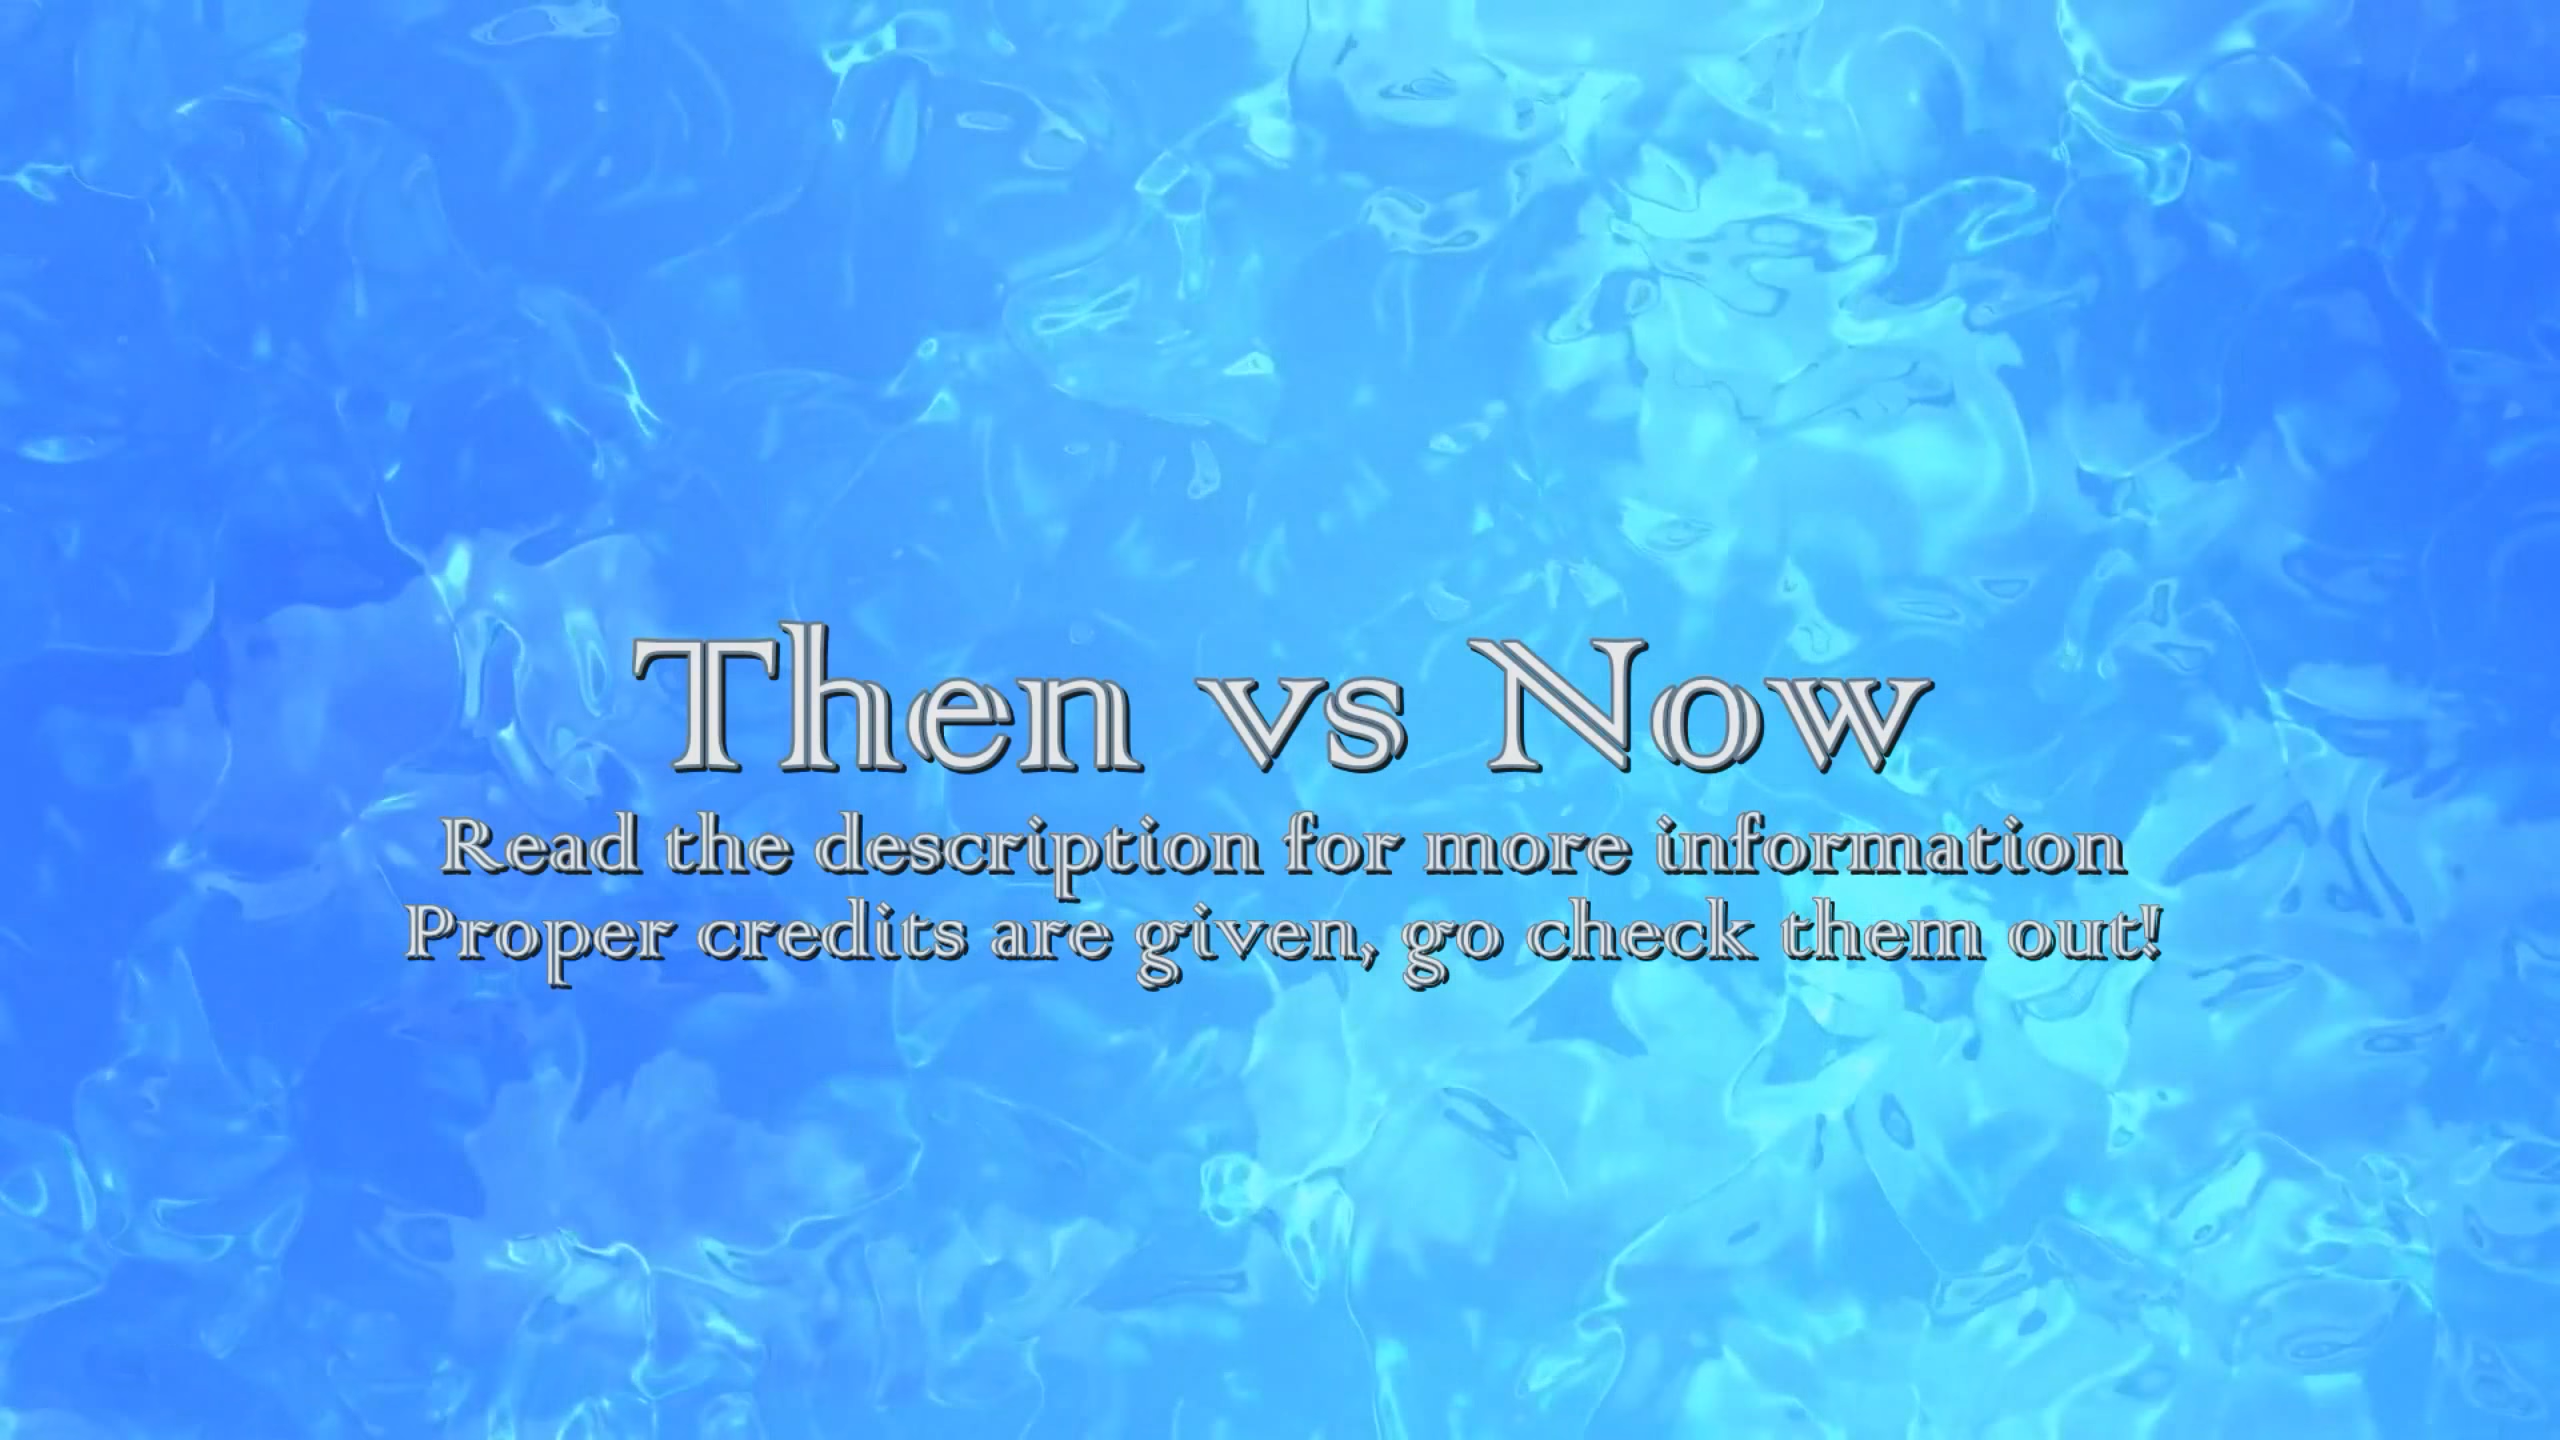 Then vs Now
Read the description for more information
Proper credits are given, go check them out!